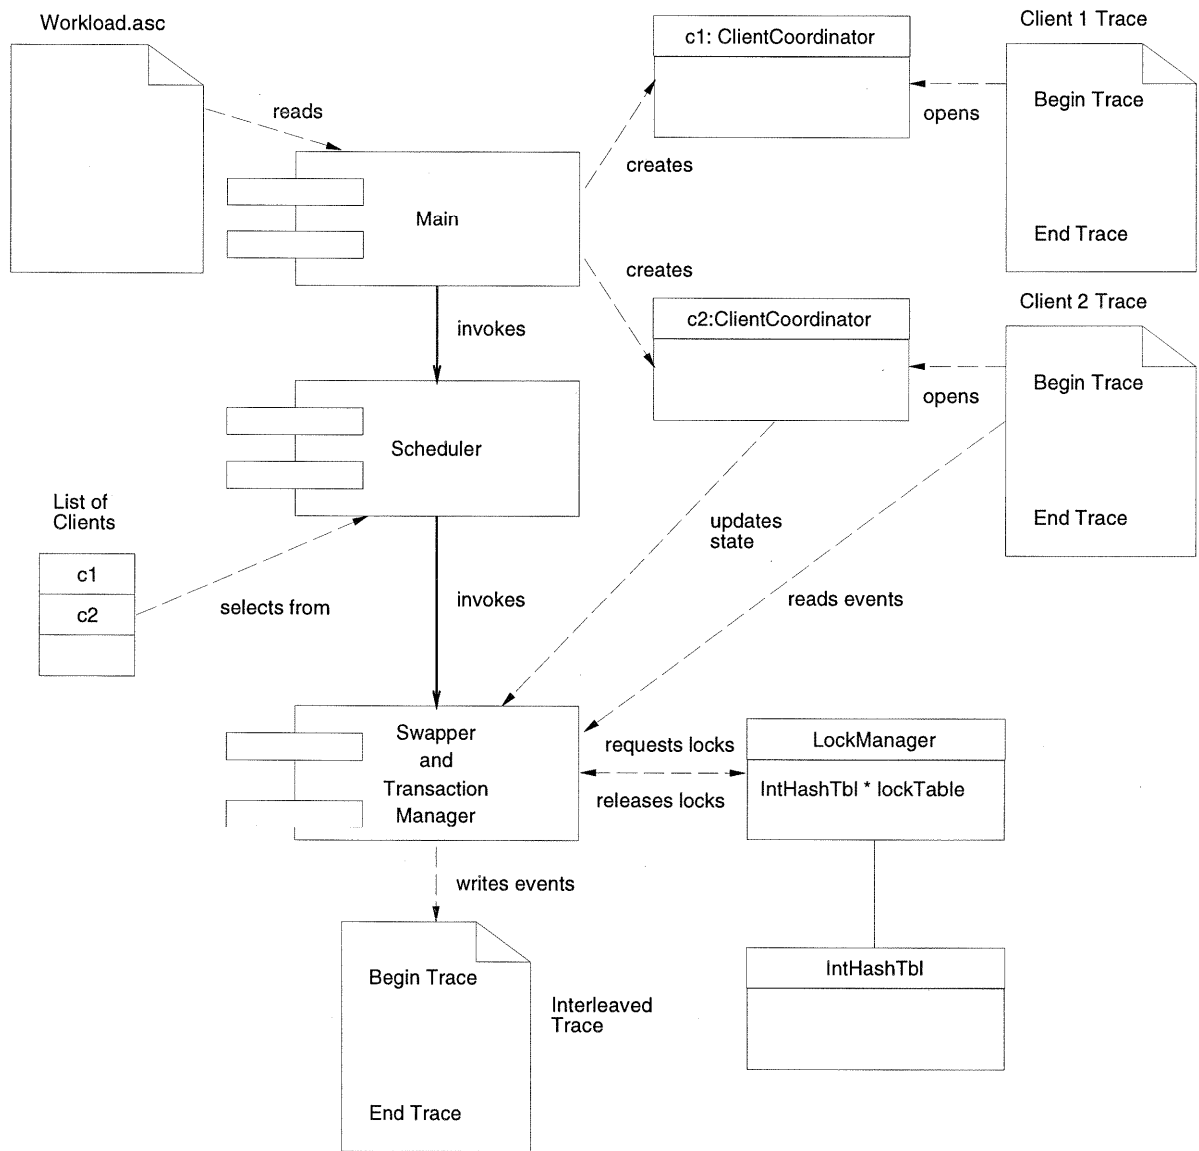 Workload.asc
c1: ClientCoordinator
Client 1 Trace
reads
opens
Begin Trace
creates
Main
End Trace
creates
Client 2 Trace
c2:ClientCoordinator
invokes
opens
Begin Trace
Scheduler
List of
Clients
updates
state
End Trace
c1
c2
selects from
invokes
reads events
Swapper
and
Transaction
Manager
requests locks
releases locks
LockManager
IntHashTbl * lockTable
writes events
Begin Trace
IntHashTbl
Interleaved
Trace
End Trace